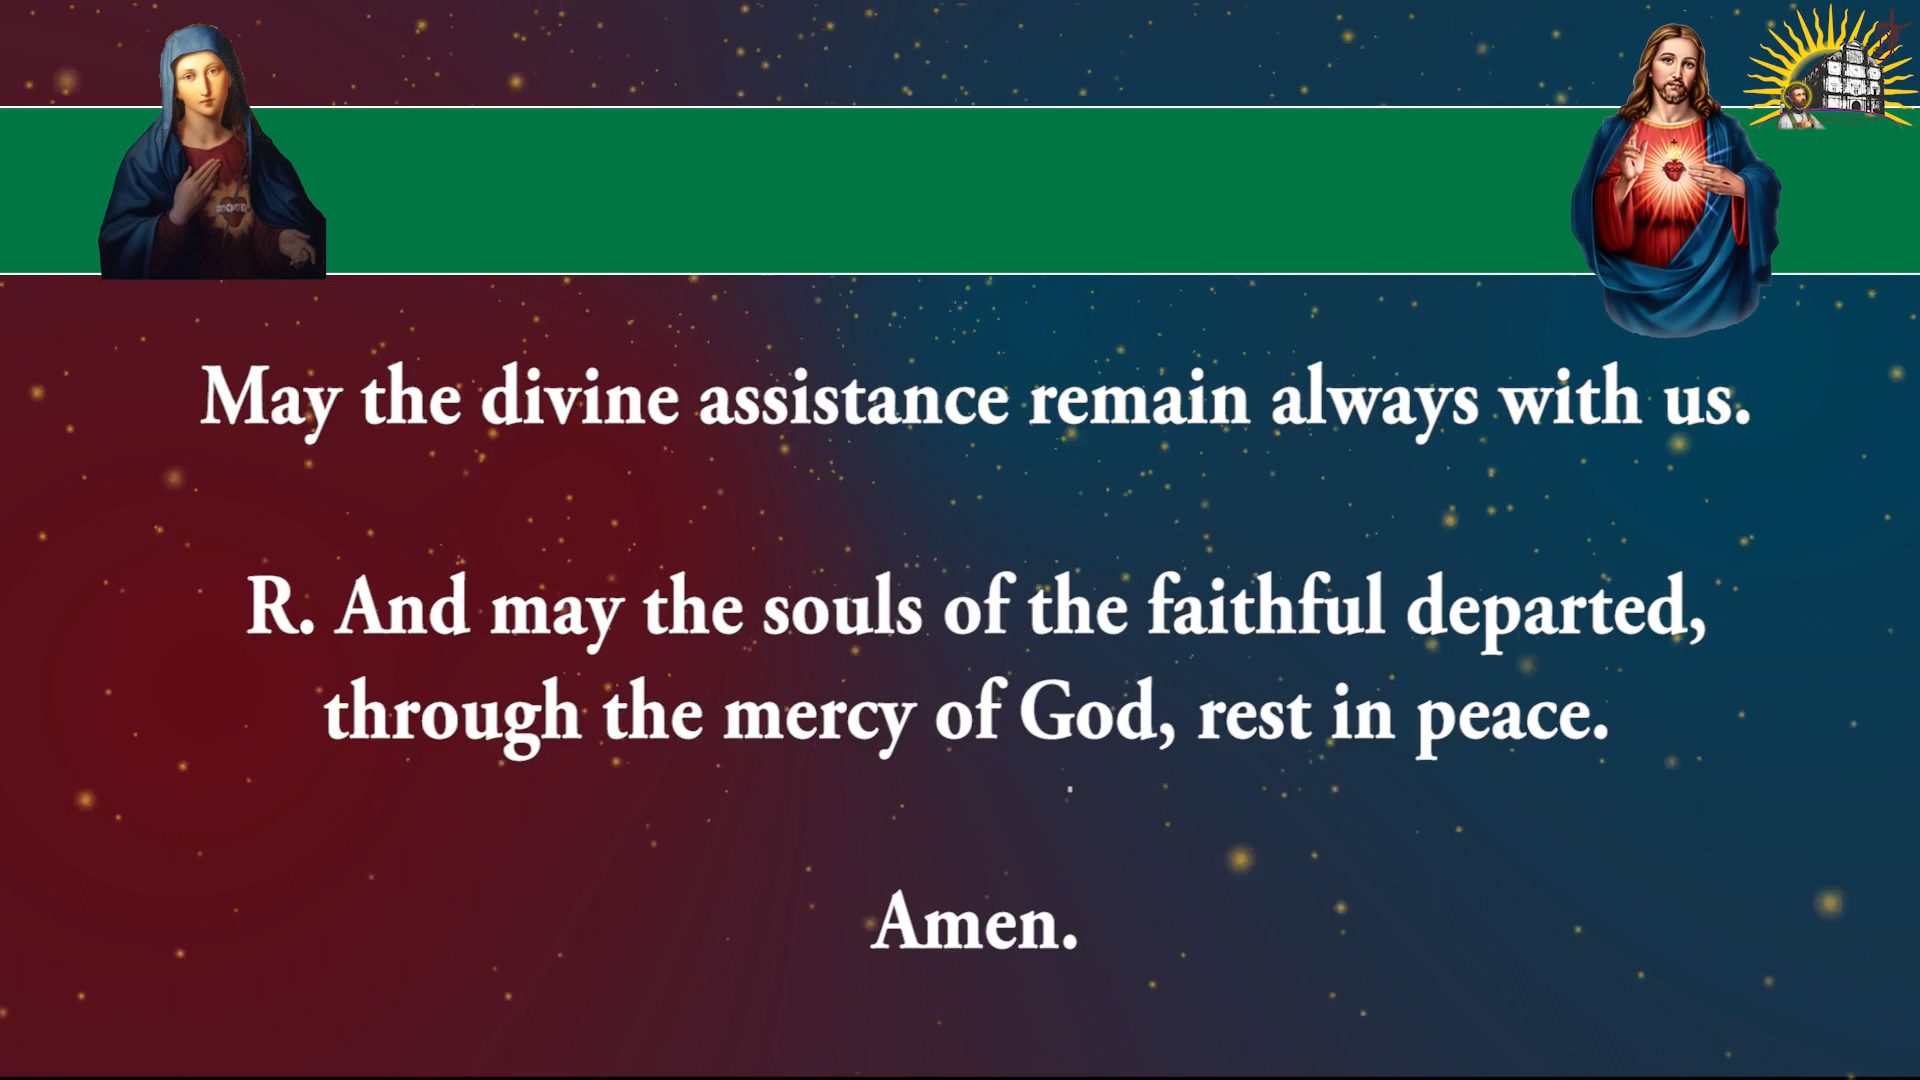 May the divine assistance remain always with us.
R. And may the souls of the faithful departed,
through the mercy of God, rest in peace.
Amen.